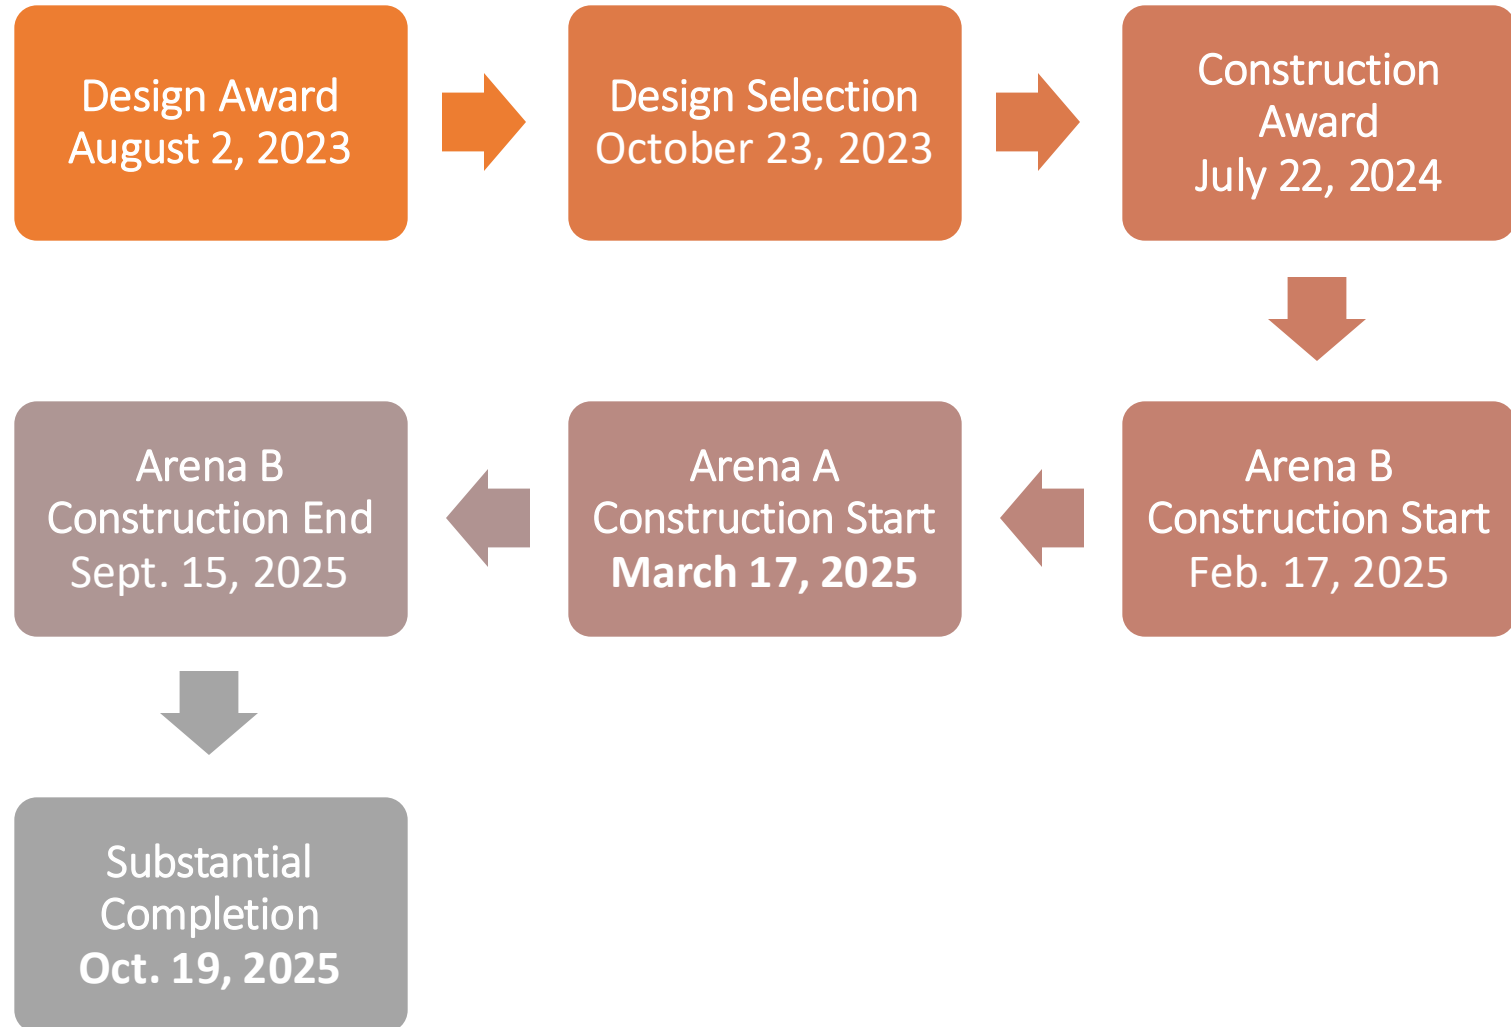 Design Award
August 2, 2023
Design Selection
October 23, 2023
Construction
Award
July 22, 2024
Arena B
Construction Start
Feb. 17, 2025
Arena A
Construction Start
March 17, 2025
Arena B
Construction End
Sept. 15, 2025
Substantial
Completion
Oct. 19, 2025